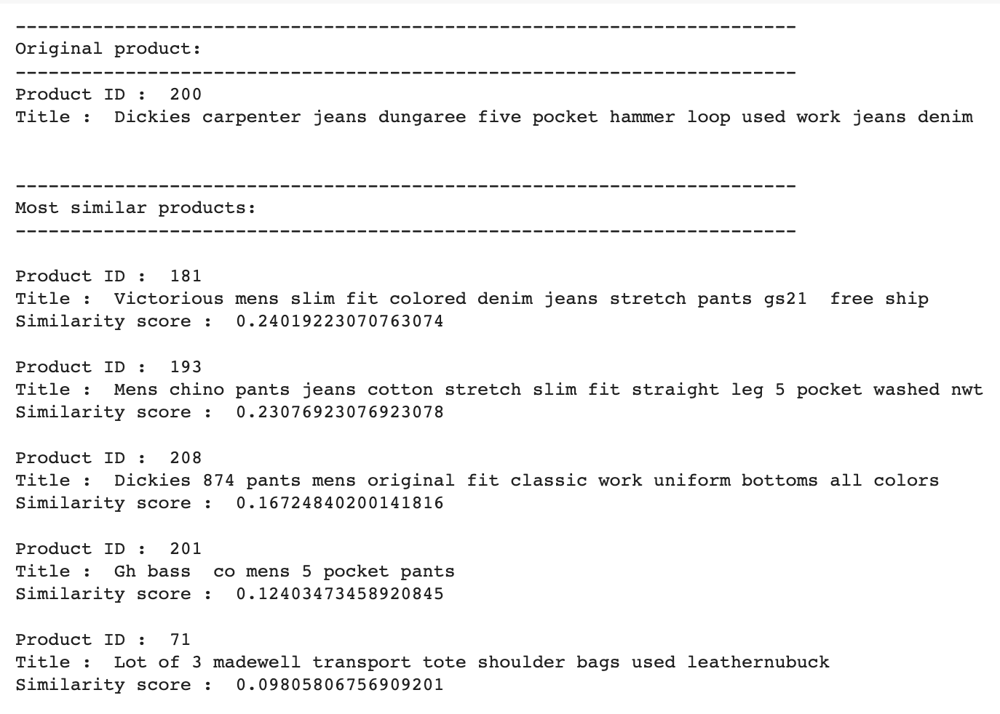 -----------------------------------------------------------------------
Original product:
-----------------------------------------------------------------------
Product ID :  200
Title :  Dickies carpenter jeans dungaree five pocket hammer loop used work jeans denim
-----------------------------------------------------------------------
Most similar products:
-----------------------------------------------------------------------
Product ID :  181
Title :  Victorious mens slim fit colored denim jeans stretch pants gs21  free ship
Similarity score :  0.24019223070763074
Product ID :  193
Title :  Mens chino pants jeans cotton stretch slim fit straight leg 5 pocket washed nwt
Similarity score :  0.23076923076923078
Product ID :  208
Title :  Dickies 874 pants mens original fit classic work uniform bottoms all colors
Similarity score :  0.16724840200141816
Product ID :  201
Title :  Gh bass  co mens 5 pocket pants
Similarity score :  0.12403473458920845
Product ID :  71
Title :  Lot of 3 madewell transport tote shoulder bags used leathernubuck
Similarity score :  0.09805806756909201